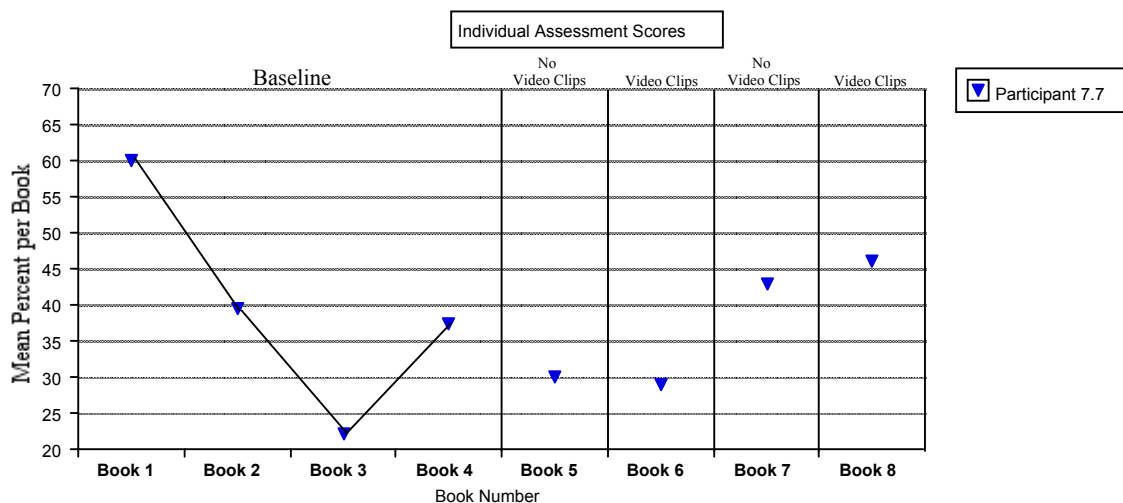 Individual Assessment Scores
Baseline
No
Video Clips
Video Clips
No
Video Clips
Video Clips
Participant 7.7
Mean Percent per Book
70
65
60
55
50
45
40
35
30
25
20
Book 1 Book 2 Book 3 Book 4 Book 5 Book 6 Book 7 Book 8
Book Number